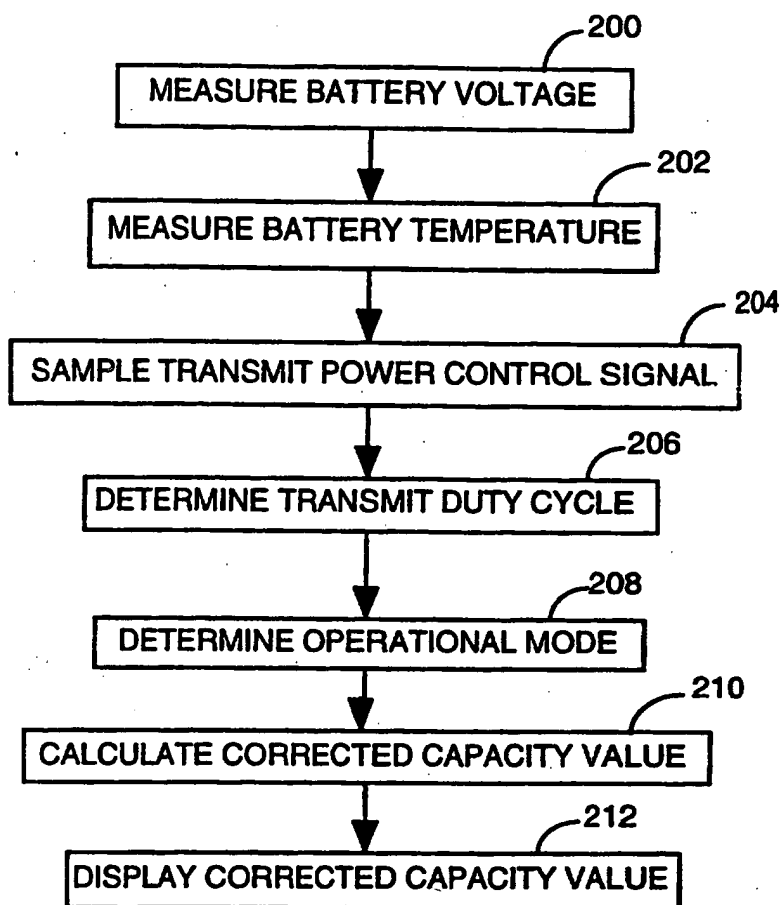 200
MEASURE BATTERY VOLTAGE
202
MEASURE BATTERY TEMPERATURE
204
SAMPLE TRANSMIT POWER CONTROL SIGNAL
206
DETERMINE TRANSMIT DUTY CYCLE
208
DETERMINE OPERATIONAL MODE
210
CALCULATE CORRECTED CAPACITY VALUE
212
DISPLAY CORRECTED CAPACITY VALUE